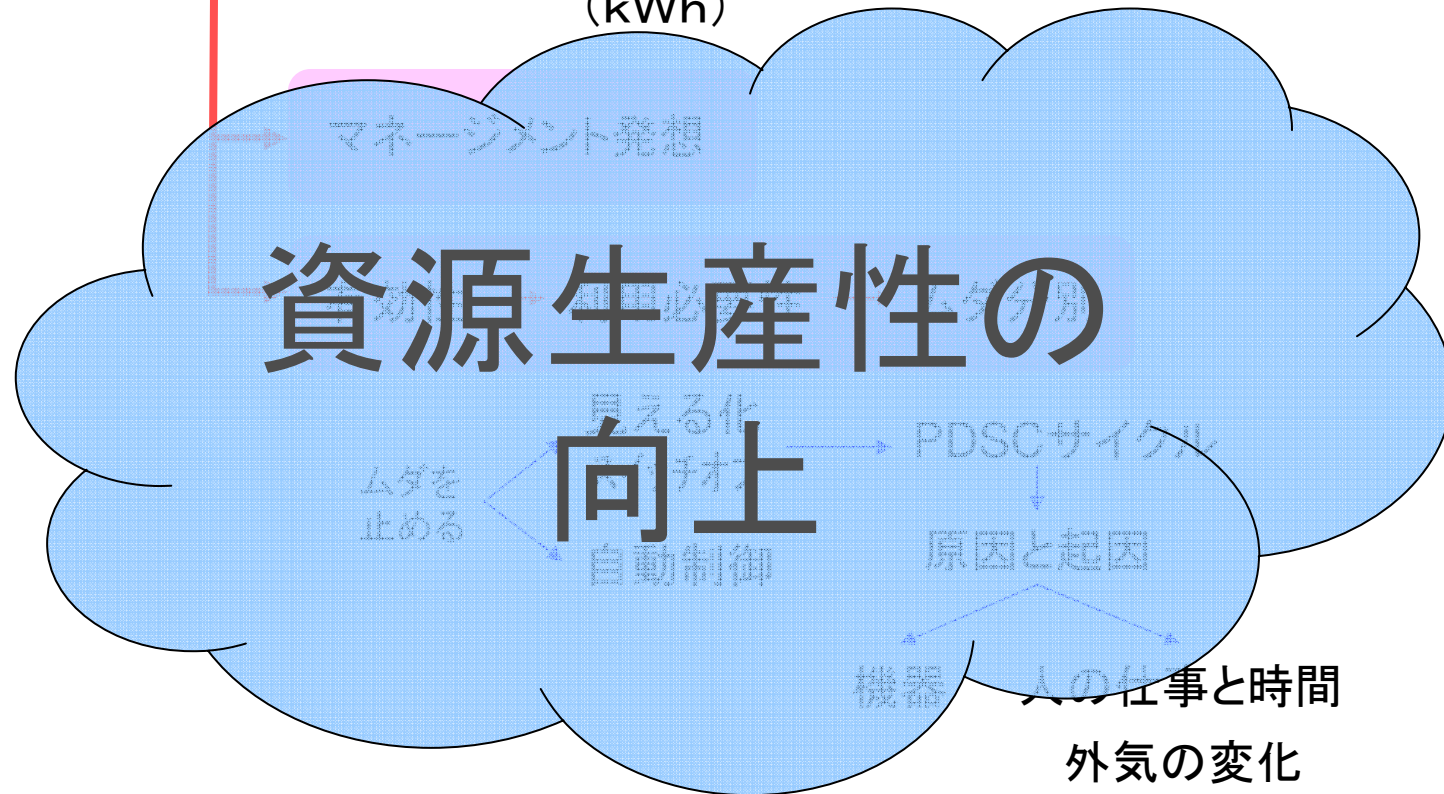 (kWh)
マネージメント発想
資源生産性の
向上
見える化
ムダを
止める
自動制御
PDSCサイクル
原因と起因
機器
人の仕事と時間
外気の変化